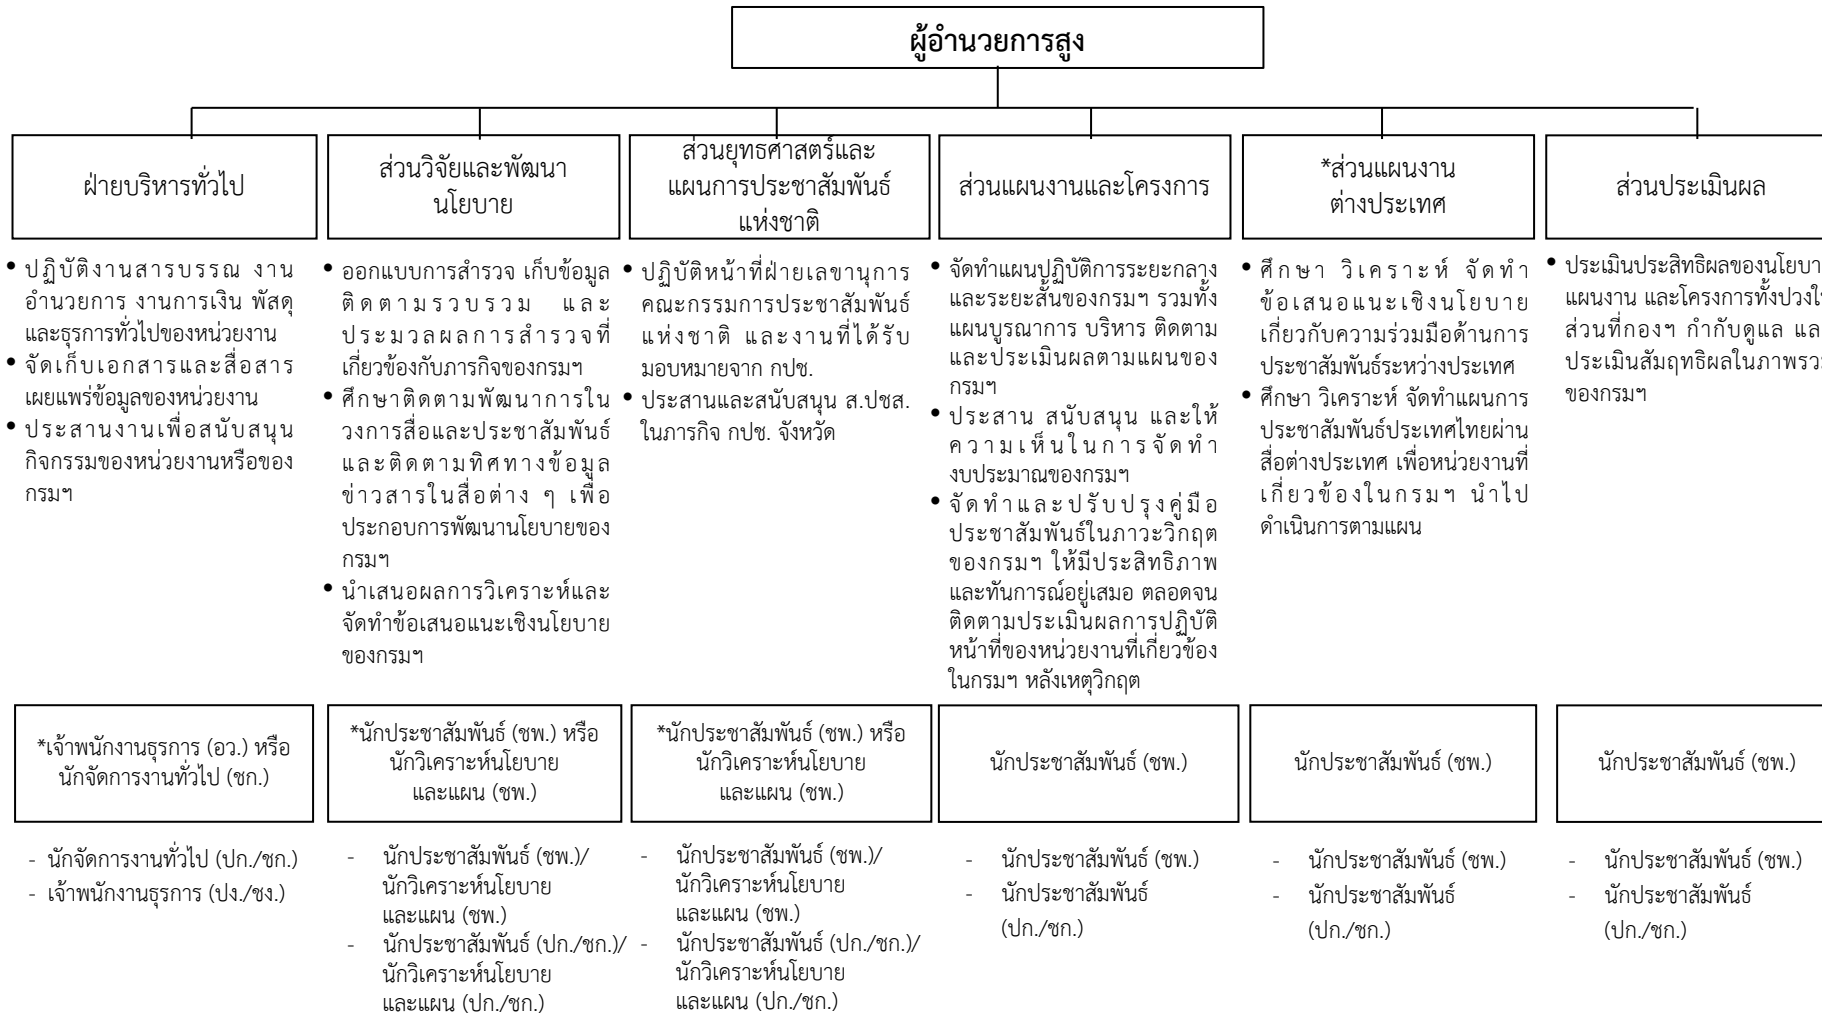 ผู้อำนวยการสูง
ฝ่ายบริหารทั่วไป
ส่วนวิจัยและพัฒนา
นโยบาย
ส่วนยุทธศาสตร์และ
แผนการประชาสัมพันธ์
แห่งชาติ
ส่วนแผนงานและโครงการ
*ส่วนแผนงาน
ต่างประเทศ
ส่วนประเมินผล
• ปฏิบัติงานสารบรรณ งาน
อำนวยการ งานการเงิน พัสดุ
และธุรการทั่วไปของหน่วยงาน
• จัดเก็บเอกสารและสื่อสาร
เผยแพร่ข้อมูลของหน่วยงาน
• ประสานงานเพื่อสนับสนุน
กิจกรรมของหน่วยงานหรือของ
กรมฯ
• ออกแบบการสำรวจ เก็บข้อมูล
ติดตามรวบรวม และ
ประมวลผลการสำรวจที่
เกี่ยวข้องกับภารกิจของกรมฯ
• ศึกษาติดตามพัฒนาการใน
วงการสื่อและประชาสัมพันธ์
และติดตามทิศทางข้อมูล
ข่าวสารในสื่อต่าง ๆ เพื่อ
ประกอบการพัฒนานโยบายของ
กรมฯ
• นำเสนอผลการวิเคราะห์และ
จัดทำข้อเสนอแนะเชิงนโยบาย
ของกรมฯ
• ปฏิบัติหน้าที่ฝ่ายเลขานุการ
คณะกรรมการประชาสัมพันธ์
แห่งชาติ และงานที่ได้รับ
มอบหมายจาก กปช.
• ประสานและสนับสนุน ส.ปชส.
ในภารกิจ กปช. จังหวัด
• จัดทำแผนปฏิบัติการระยะกลาง
และระยะสั้นของกรมฯ รวมทั้ง
แผนบูรณาการ บริหาร ติดตาม
และประเมินผลตามแผนของ
กรมฯ
• ประสาน สนับสนุน และให้
ความเห็นในการจัดทำ
งบประมาณของกรมฯ
• จัดทำและปรับปรุงคู่มือ
ประชาสัมพันธ์ในภาวะวิกฤต
ของกรมฯ ให้มีประสิทธิภาพ
และทันการณ์อยู่เสมอ ตลอดจน
ติดตามประเมินผลการปฏิบัติ
หน้าที่ของหน่วยงานที่เกี่ยวข้อง
ในกรมฯ หลังเหตุวิกฤต
• ศึกษา วิเคราะห์ จัดทำ
ข้อเสนอแนะเชิงนโยบาย
เกี่ยวกับความร่วมมือด้านการ
ประชาสัมพันธ์ระหว่างประเทศ
• ศึกษา วิเคราะห์ จัดทำแผนการ
ประชาสัมพันธ์ประเทศไทยผ่าน
สื่อต่างประเทศ เพื่อหน่วยงานที่
เกี่ยวข้องในกรมฯ นำไป
ดำเนินการตามแผน
• ประเมินประสิทธิผลของ
แผนงาน และโครงการทั้งปวง
ส่วนที่กองฯ กำกับดูแล
ประเมินสัมฤทธิผลใน
ของกรมฯ
*เจ้าพนักงานธุรการ (อว.) หรือ
นักจัดการงานทั่วไป (ชก.)
*นักประชาสัมพันธ์ (ชพ.) หรือ
นักวิเคราะห์นโยบาย
และแผน (ชพ.)
*นักประชาสัมพันธ์ (ชพ.) หรือ
นักวิเคราะห์นโยบาย
และแผน (ชพ.)
นักประชาสัมพันธ์ (ชพ.)
นักประชาสัมพันธ์ (ชพ.)
นักประชาสัมพันธ์ (ชพ.)
- นักจัดการงานทั่วไป (ปก./ชก.)
- เจ้าพนักงานธุรการ (ปง./ชง.)
- นักประชาสัมพันธ์ (ชพ.)/
นักวิเคราะห์นโยบาย
และแผน (ชพ.)
- นักประชาสัมพันธ์ (ปก./ชก.)/
นักวิเคราะห์นโยบาย
และแผน (ปก./ชก.)
- นักประชาสัมพันธ์ (ชพ.)/
นักวิเคราะห์นโยบาย
และแผน (ชพ.)
- นักประชาสัมพันธ์ (ปก./ชก.)/
นักวิเคราะห์นโยบาย
และแผน (ปก./ชก.)
- นักประชาสัมพันธ์ (ชพ.)
- นักประชาสัมพันธ์
(ปก./ชก.)
- นักประชาสัมพันธ์ (ชพ.)
- นักประชาสัมพันธ์
(ปก./ชก.)
- นักประชาสัมพันธ์ (ชพ.)
- นักประชาสัมพันธ์
(ปก./ชก.)